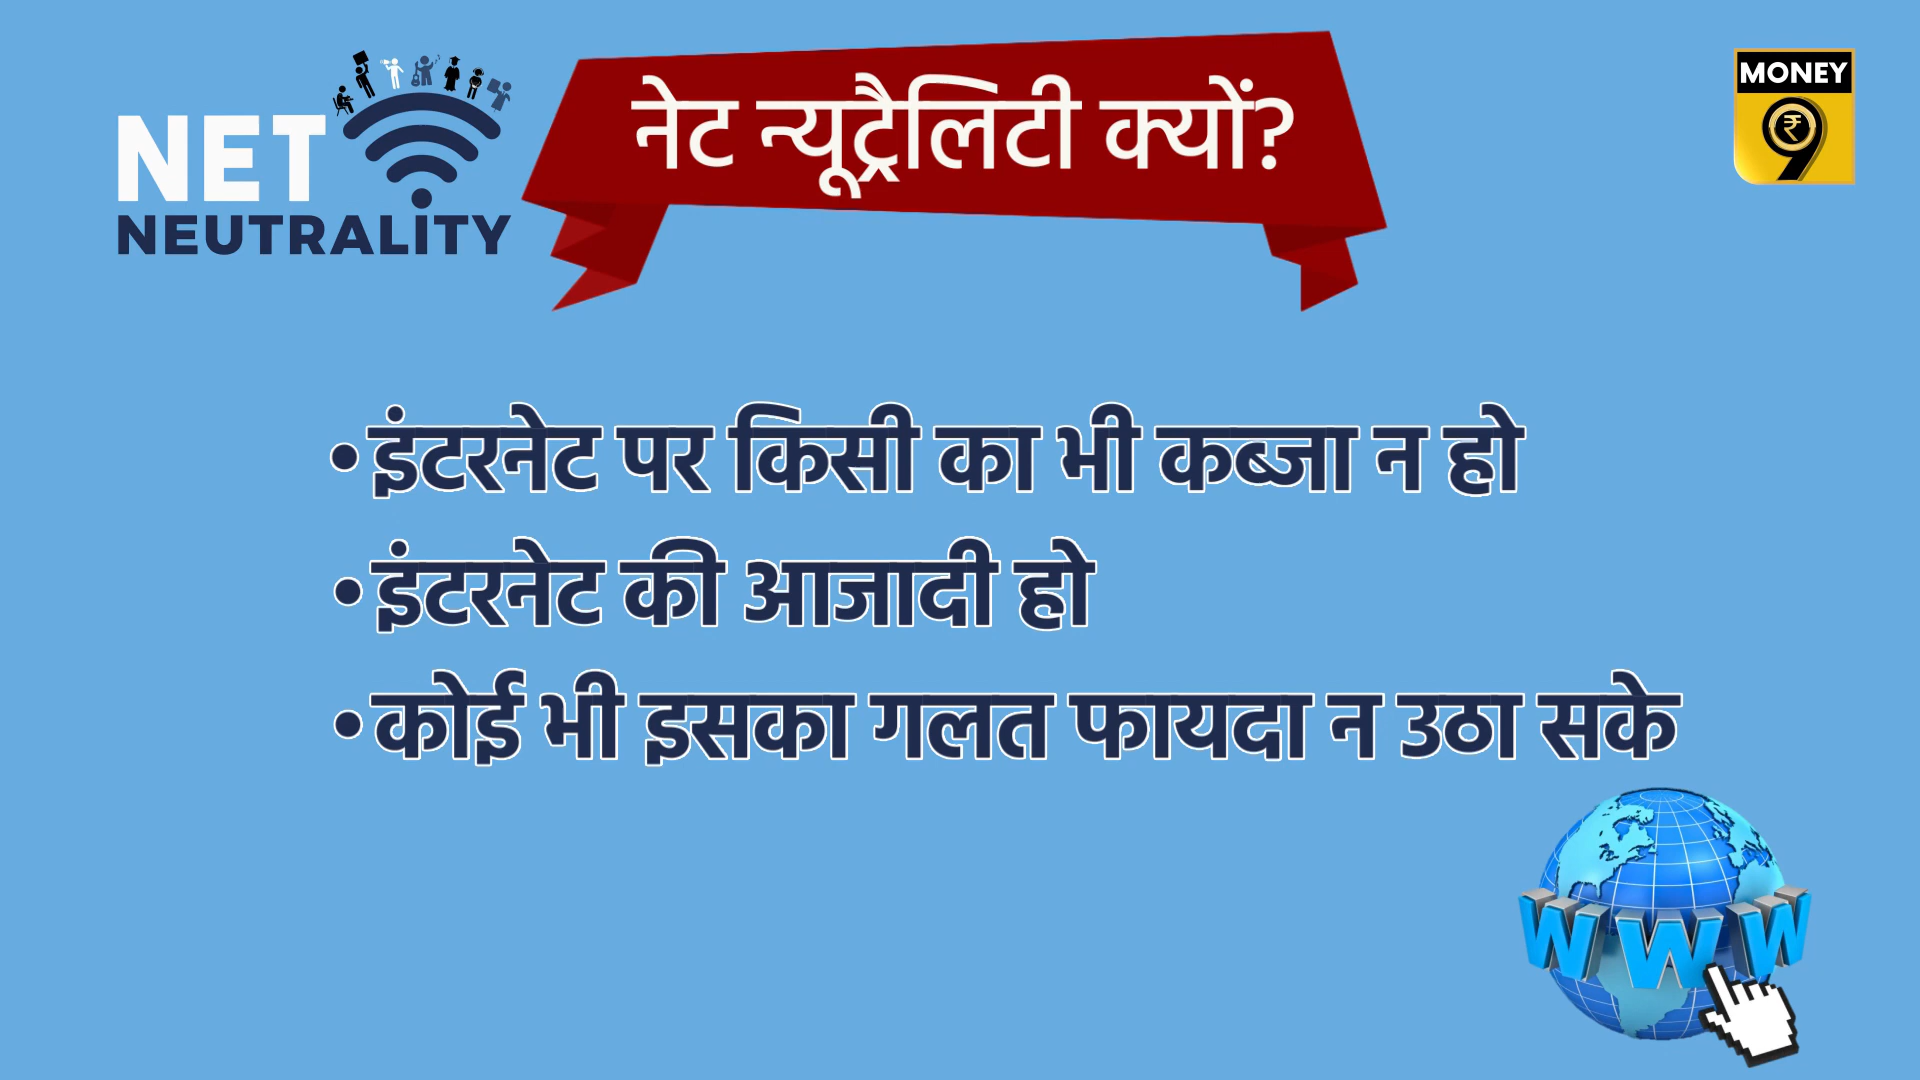 NET
NEUTRALITY
नेट न्यूट्रैलिटी क्यों?
MONEY
9
• इंटरनेट पर किसी का भी कब्जा न हो
• इंटरनेट की आजादी हो
• कोई भी इसका गलत फायदा न उठा सके
WWW